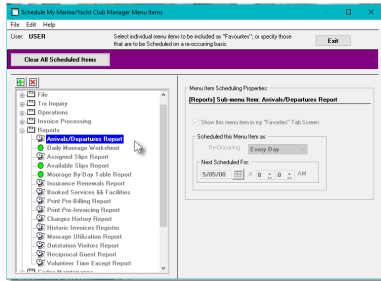 Schedule My Marina/Yacht Club Manager Menu Items
File Edit Help
User: USER
Select individual menu items to be included as "Favourites"; or specify those
that are to be Scheduled on a re-occurring basis.
Exit
Clear All Scheduled Items
File
Tru Inquiry
Operations
Invoice Processing
Reports
Arrivals/Departures Report
Daily Moorage Worksheet
Assigned Slips Report
Available Slips Report
Moorage By-Day Table Report
Insurance Renewals Report
Booked Services && Facilities
Print Pre-Billing Report
Print Pre-Invoicing Report
Charges History Report
Historic Invoices Register
Moorage Utilization Report
Outstation Visitors Report
Reciprocal Guest Report
Volunteer Time Except Report
Codes Maintenance
Menu Item Scheduling Properties:
[Reports] Sub-menu Item: Arrivals/Departures Report
Show this menu item in my "Favorites" Tab Screen
Scheduled this Menu Item as:
Re-Occuring: Every Day
Next Scheduled For:
5/05/08 @ 8 : 0 : AM